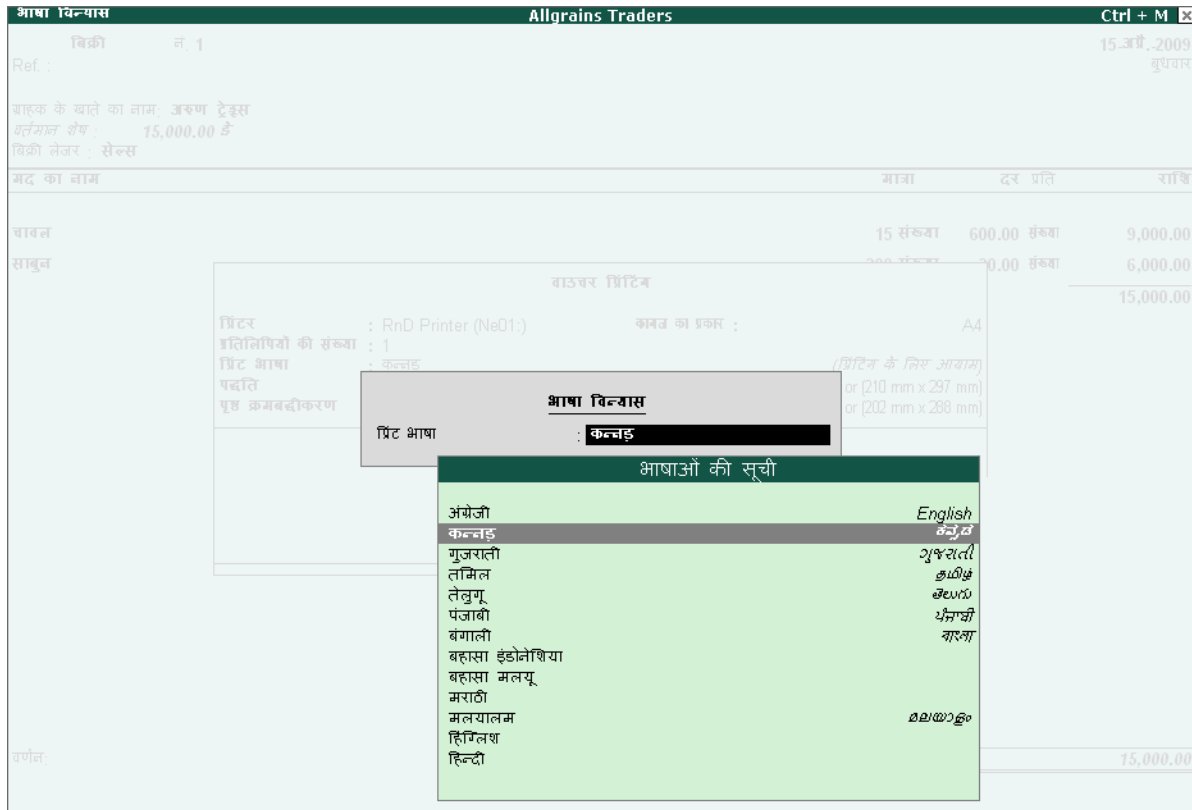 भाषा विन्यास Allgrains Traders Ctrl + M
बिक्री नं. 1 15-अप्रै.-2009
Ref. : बुधवार
ग्राहक के खाते का नाम: अरुण ट्रेड्स
वर्तमान शेष : 15,000.00 डे
बिक्री लेजर : सेल्स
मद का नाम मात्रा दर प्रति राशि
चावल 15 संख्या 600.00 संख्या 9,000.00
साबुन संख्या 6,000.00
15,000.00
वाउचर प्रिंटिंग
प्रिंटर : RnD Printer (Ne01:) कागज का प्रकार : A4
प्रतिलिपियों की संख्या : 1
प्रिंट भाषा : कन्नड़ (प्रिंटिंग के लिए आयाम)
पद्धति or (210 mm x 297 mm)
पृष्ठ क्रमबद्धीकरण or (202 mm x 288 mm)
भाषा विन्यास
प्रिंट भाषा : कन्नड़
भाषाओं की सूची
अंग्रेजी English
कन्नड़ ಕನ್ನಡ
गुजराती ગુજરાતી
तमिल தமிழ்
तेलुगू తెలుగు
पंजाबी ਪੰਜਾਬੀ
बंगाली বাংলা
बहासा इंडोनेशिया
बहासा मलयू
मराठी
मलयालम മലയാളം
हिंग्लिश
हिन्दी
वर्णन: 15,000.00